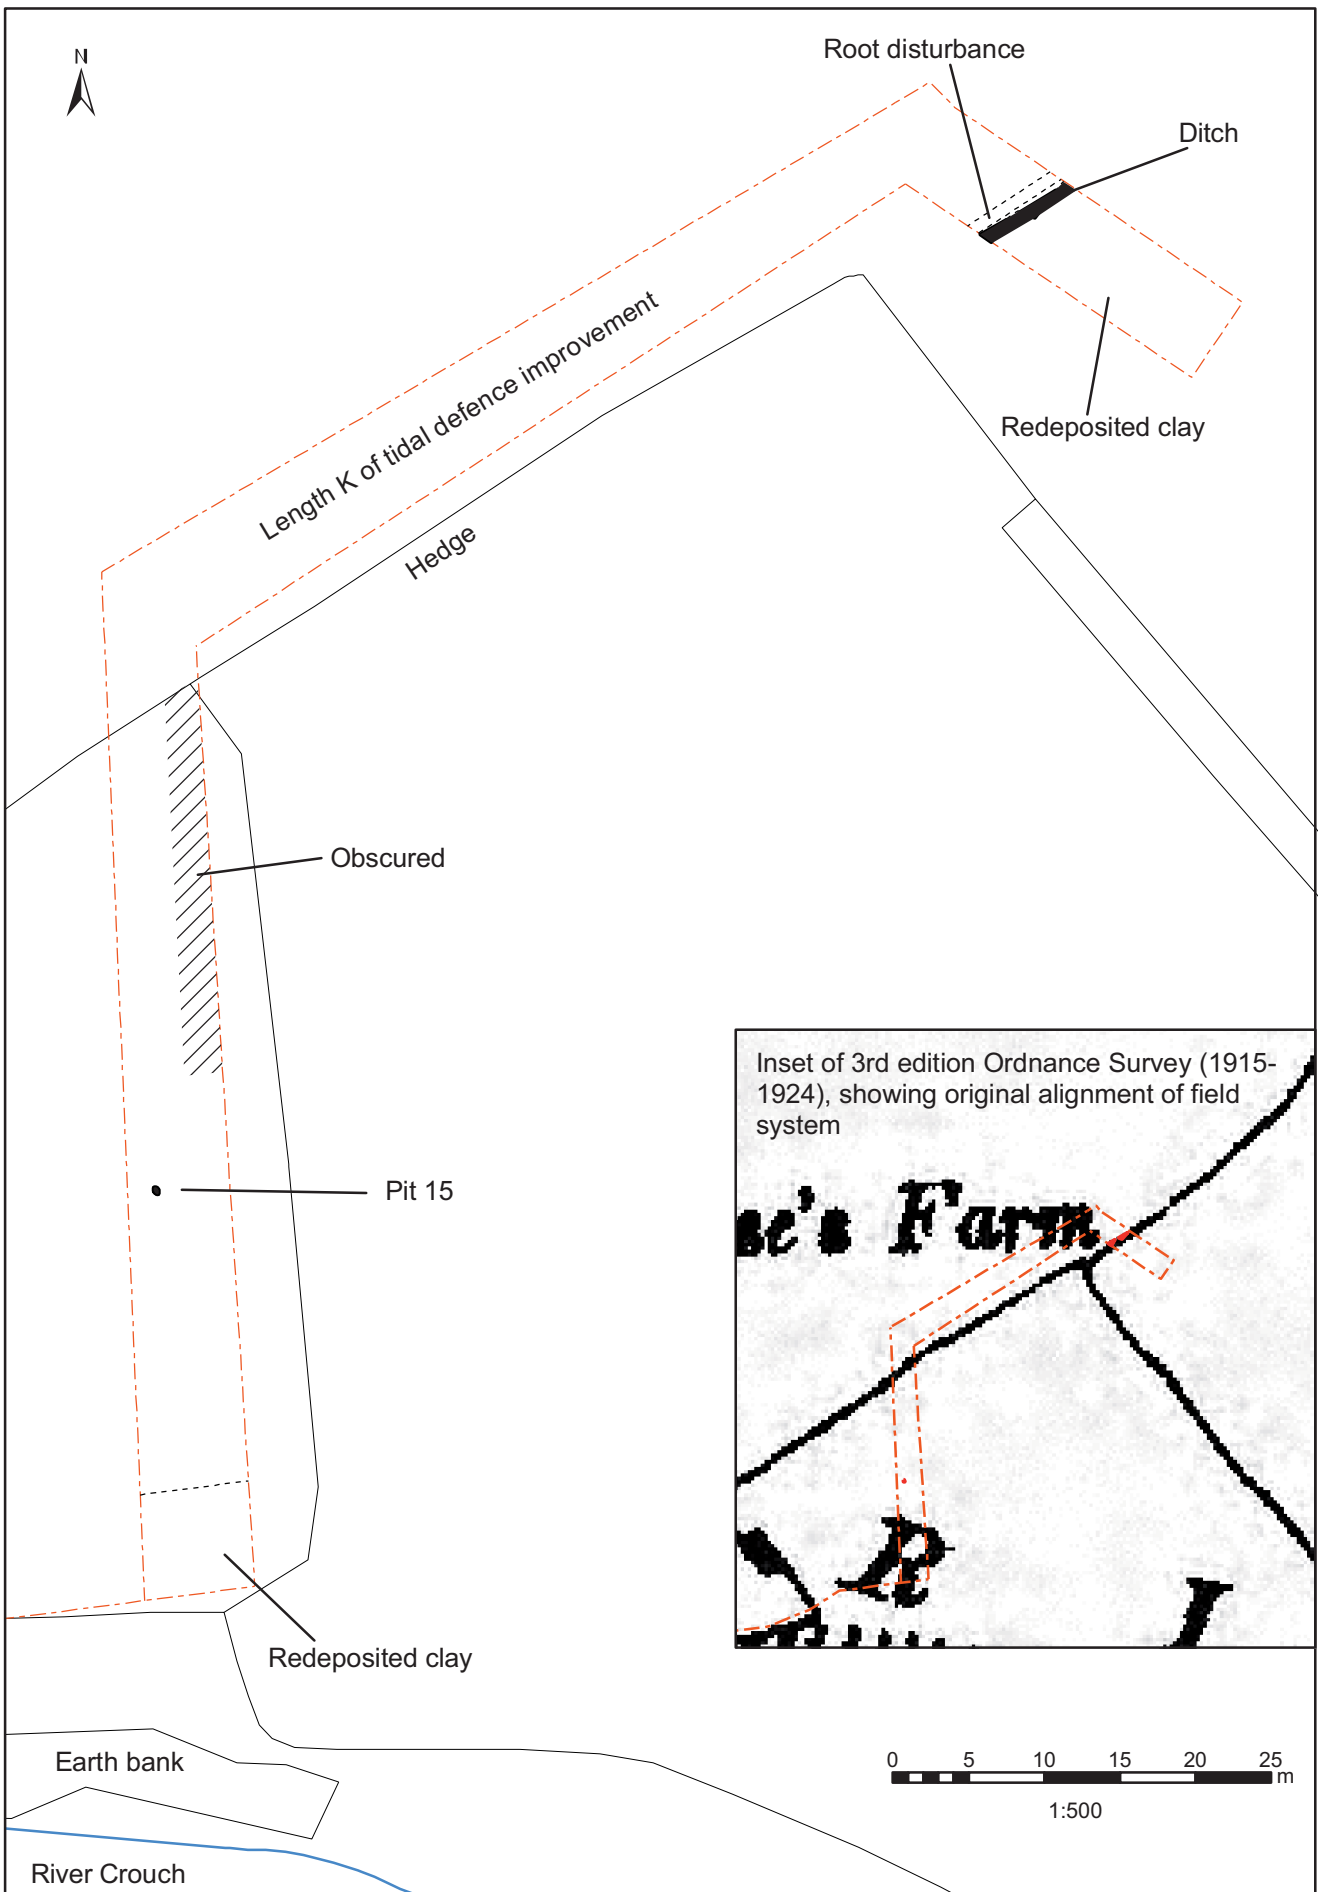 N
Root disturbance
Ditch
Length K of tidal defence improvement
Redeposited clay
Hedge
Obscured
Inset of 3rd edition Ordnance Survey (1915-
1924), showing original alignment of field
system
Pit 15
se's Farm
Redeposited clay
Earth bank
0 5 10 15 20 25
m
1:500
River Crouch